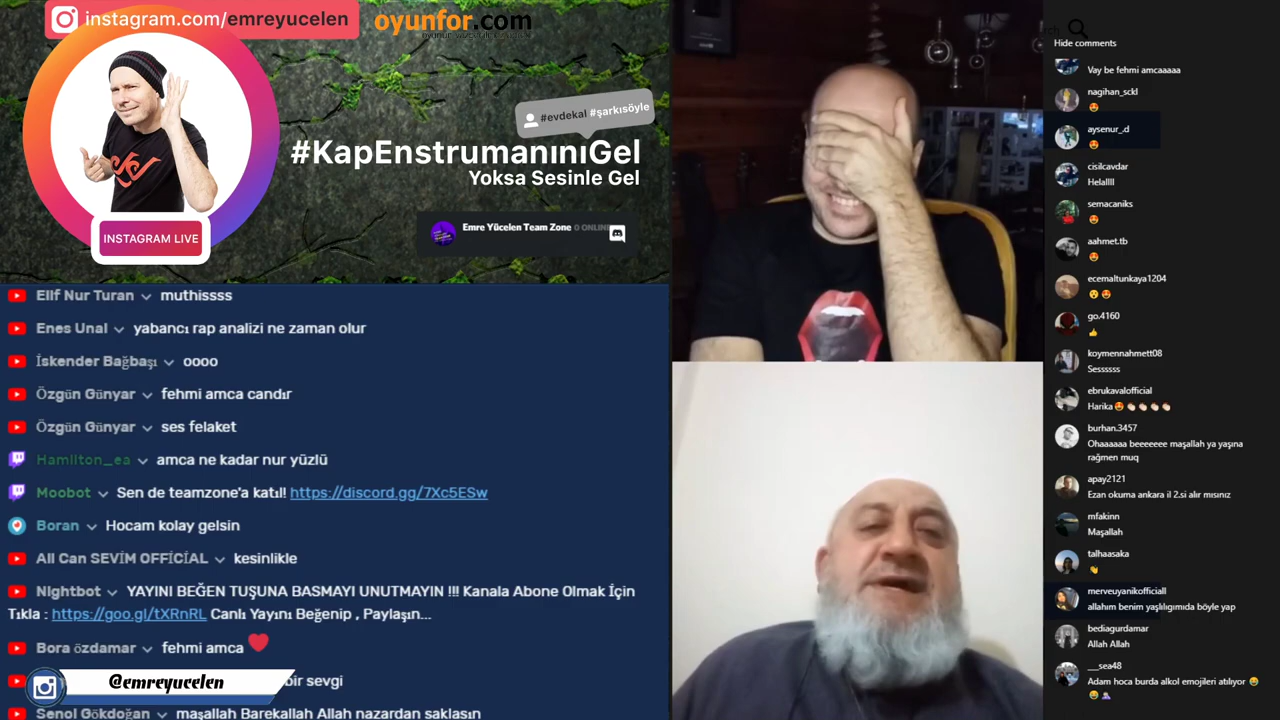 instagram.com/emreyucelen
oyunfor.com
#evdekal #şarkısöyle
#KapEnstrumanınıGel
Yoksa Sesinle Gel
INSTAGRAM LIVE
Emre Yücelen Team Zone 0 ONLINE
Elif Nur Turan muthissss
Enes Unal yabancı rap analizi ne zaman olur
İskender Bağbaşı oooo
Özgün Günyar fehmi amca candır
Özgün Günyar ses felaket
Hamilton_ea amca ne kadar nur yüzlü
Moobot Sen de teamzone'a katıl! https://discord.gg/7Xc5ESw
Boran Hocam kolay gelsin
Ali Can SEVİM OFFİCİAL kesinlikle
Nightbot YAYINI BEĞEN TUŞUNA BASMAYI UNUTMAYIN !!! Kanala Abone Olmak İçin
Tıkla : https://goo.gl/tXRnRL Canlı Yayını Beğenip , Paylaşın...
Bora özdamar fehmi amca ❤
bir sevgi
@emreyucelen
Senol Gökdoğan maşallah Barekallah Allah nazardan saklasın
Hide comments
Vay be fehmi amcaaaaa
nagihan_sckl
😍
aysenur_.d
😍
cisilcavdar
Helallll
semacaniks
😍
aahmet.tb
😍
ecemaltunkaya1204
😮😍
go.4160
👍
koymennahmett08
Sessssss
ebrukavalofficial
Harika😍👏🏻👏🏻👏🏻👏🏻
burhan.3457
Ohaaaaaa beeeeeee maşallah ya yaşına
rağmen muq
apay2121
Ezan okuma ankara il 2.si alır mısınız
mfakinn
Maşallah
talhaasaka
👏
merveuyanikofficiall
allahım benim yaşlılıgımıda böyle yap
bediagurdamar
Allah Allah
___sea48
Adam hoca burda alkol emojileri atılıyor 😂